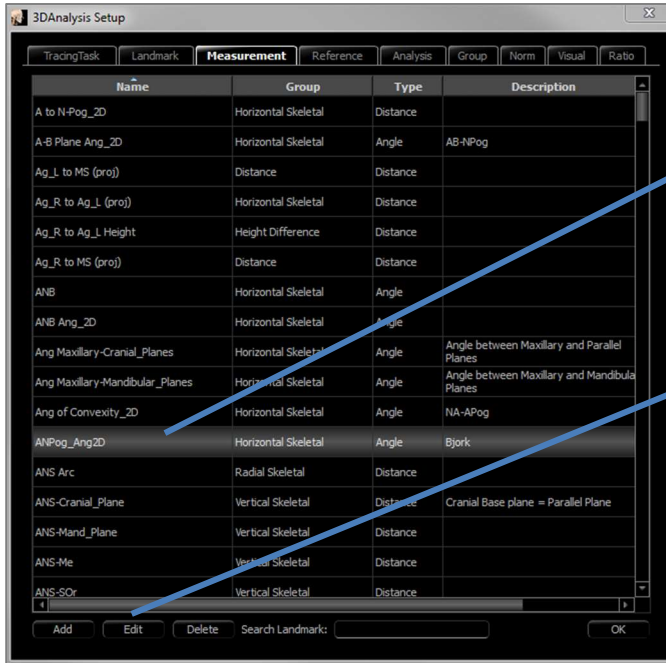 3DAnalysis Setup
TracingTask Landmark Measurement Reference Analysis Group Norm Visual Ratio
Name Group Type Description
A to N-Pog_2D Horizontal Skeletal Distance
A-B Plane Ang_2D Horizontal Skeletal Angle AB-NPog
Ag_L to MS (proj) Distance Distance
Ag_R to Ag_L (proj) Horizontal Skeletal Distance
Ag_R to Ag_L Height Height Difference Distance
Ag_R to MS (proj) Distance Distance
ANB Horizontal Skeletal Angle
ANB Ang_2D Horizontal Skeletal Angle
Ang Maxillary-Cranial_Planes Horizontal Skeletal Angle Angle between Maxillary and Parallel
Planes
Ang Maxillary-Mandibular_Planes Horizontal Skeletal Angle Angle between Maxillary and Mandibula
Planes
Ang of Convexity_2D Horizontal Skeletal Angle NA-APog
ANPog_Ang2D Horizontal Skeletal Angle Bjork
ANS Arc Radial Skeletal Distance
ANS-Cranial_Plane Vertical Skeletal Distance Cranial Base plane = Parallel Plane
ANS-Mand_Plane Vertical Skeletal Distance
ANS-Me Vertical Skeletal Distance
ANS-SOr Vertical Skeletal Distance
Add Edit Delete Search Landmark: OK